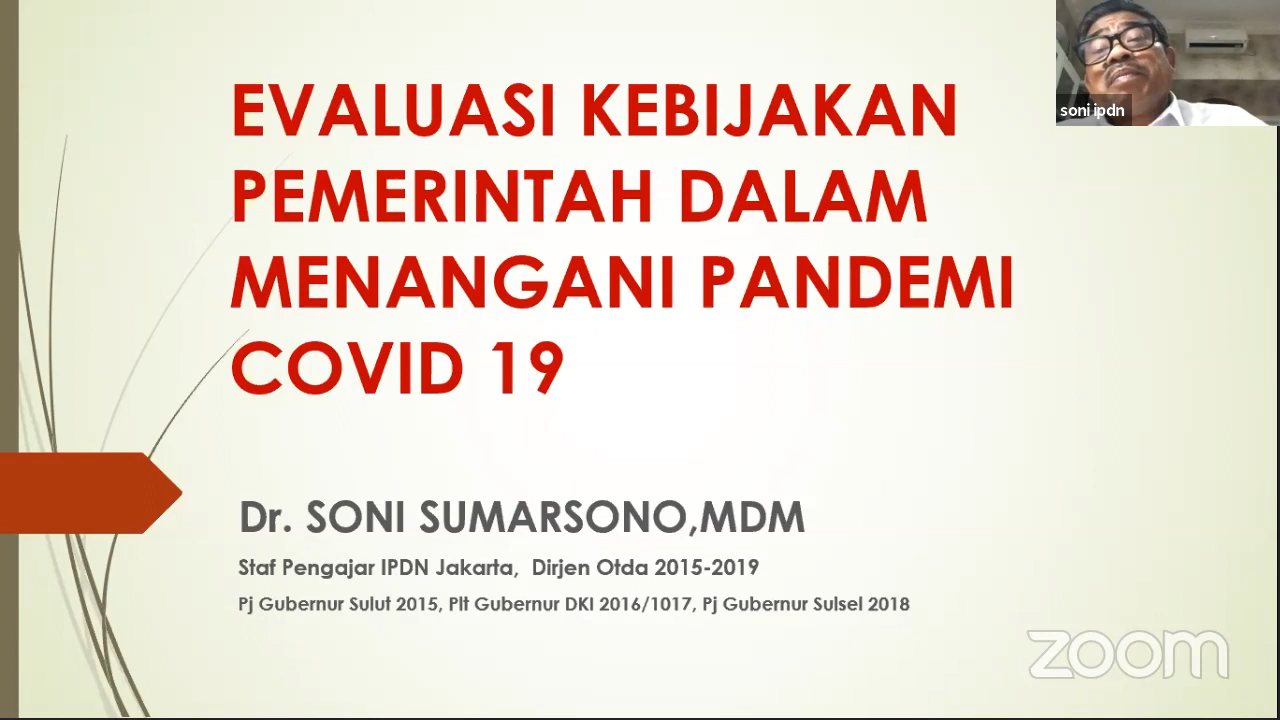 EVALUASI KEBIJAKAN
PEMERINTAH DALAM
MENANGANI PANDEMI
COVID 19
Dr. SONI SUMARSONO,MDM
Staf Pengajar IPDN Jakarta, Dirjen Otda 2015-2019
Pj Gubernur Sulut 2015, Plt Gubernur DKI 2016/1017, Pj Gubernur Sulsel 2018
soni ipdn
zoom